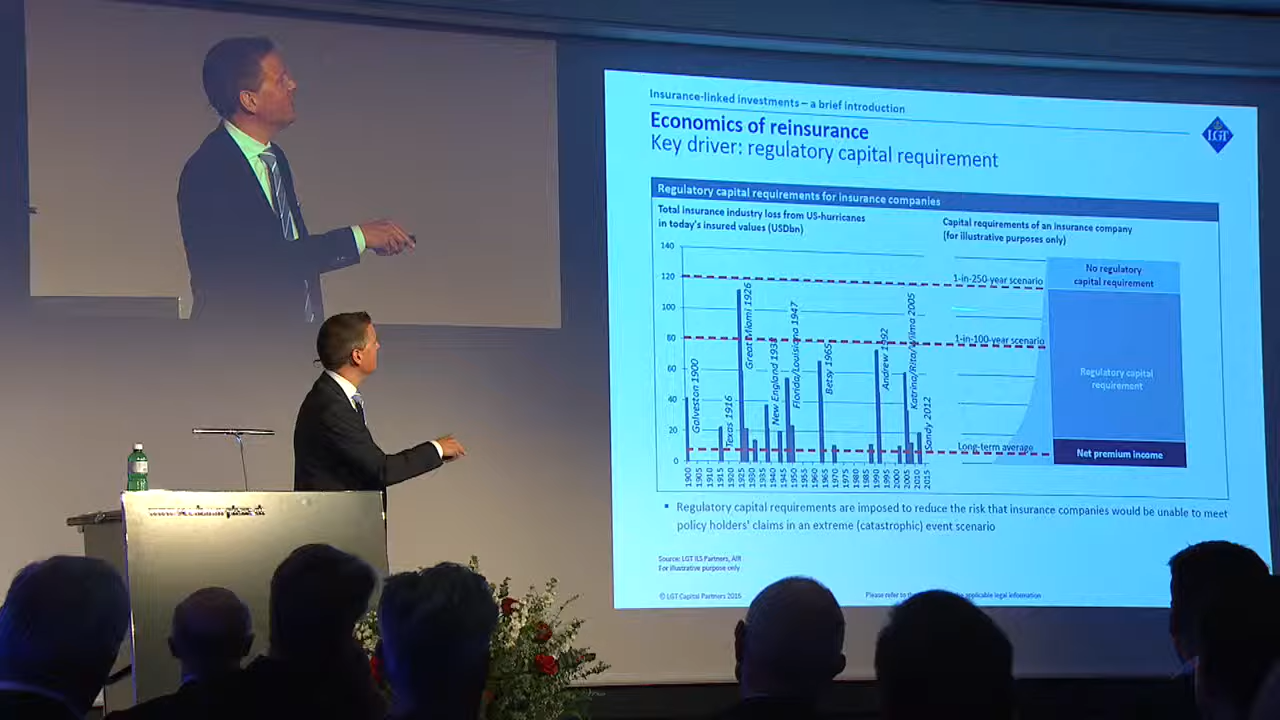 Insurance-linked investments – a brief introduction
Economics of reinsurance
Key driver: regulatory capital requirement
LGT
Regulatory capital requirements for insurance companies
Total insurance industry loss from US-hurricanes
in today's insured values (USDbn)
Capital requirements of an insurance company
(for illustrative purposes only)
140
120
100
80
60
40
20
0
Galveston 1900
Texas 1916
Great Miami 1926
New England 1938
Florida/Louisiana 1947
Betsy 1965
Andrew 1992
Katrina/Rita/Wilma 2005
Sandy 2012
1900 1905 1910 1915 1920 1925 1930 1935 1940 1945 1950 1955 1960 1965 1970 1975 1980 1985 1990 1995 2000 2005 2010 2015
1-in-250-year scenario
1-in-100-year scenario
Long-term average
No regulatory
capital requirement
Regulatory capital
requirement
Net premium income
▪ Regulatory capital requirements are imposed to reduce the risk that insurance companies would be unable to meet
policy holders' claims in an extreme (catastrophic) event scenario
Source: LGT ILS Partners, AIR
For illustrative purpose only
© LGT Capital Partners 2016
Please refer to the applicable legal information